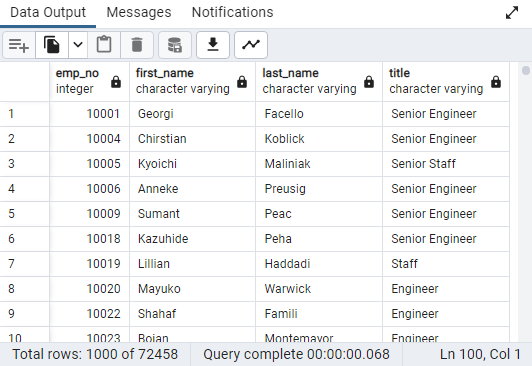 Data Output Messages Notifications
emp_no first_name last_name title
integer character varying character varying character varying
1 10001 Georgi Facello Senior Engineer
2 10004 Chirstian Koblick Senior Engineer
3 10005 Kyoichi Maliniak Senior Staff
4 10006 Anneke Preusig Senior Engineer
5 10009 Sumant Peac Senior Engineer
6 10018 Kazuhide Peha Senior Engineer
7 10019 Lillian Haddadi Staff
8 10020 Mayuko Warwick Engineer
9 10022 Shahaf Famili Engineer
10 10023 Bojan Montemayor Engineer
Total rows: 1000 of 72458 Query complete 00:00:00.068 Ln 100, Col 1